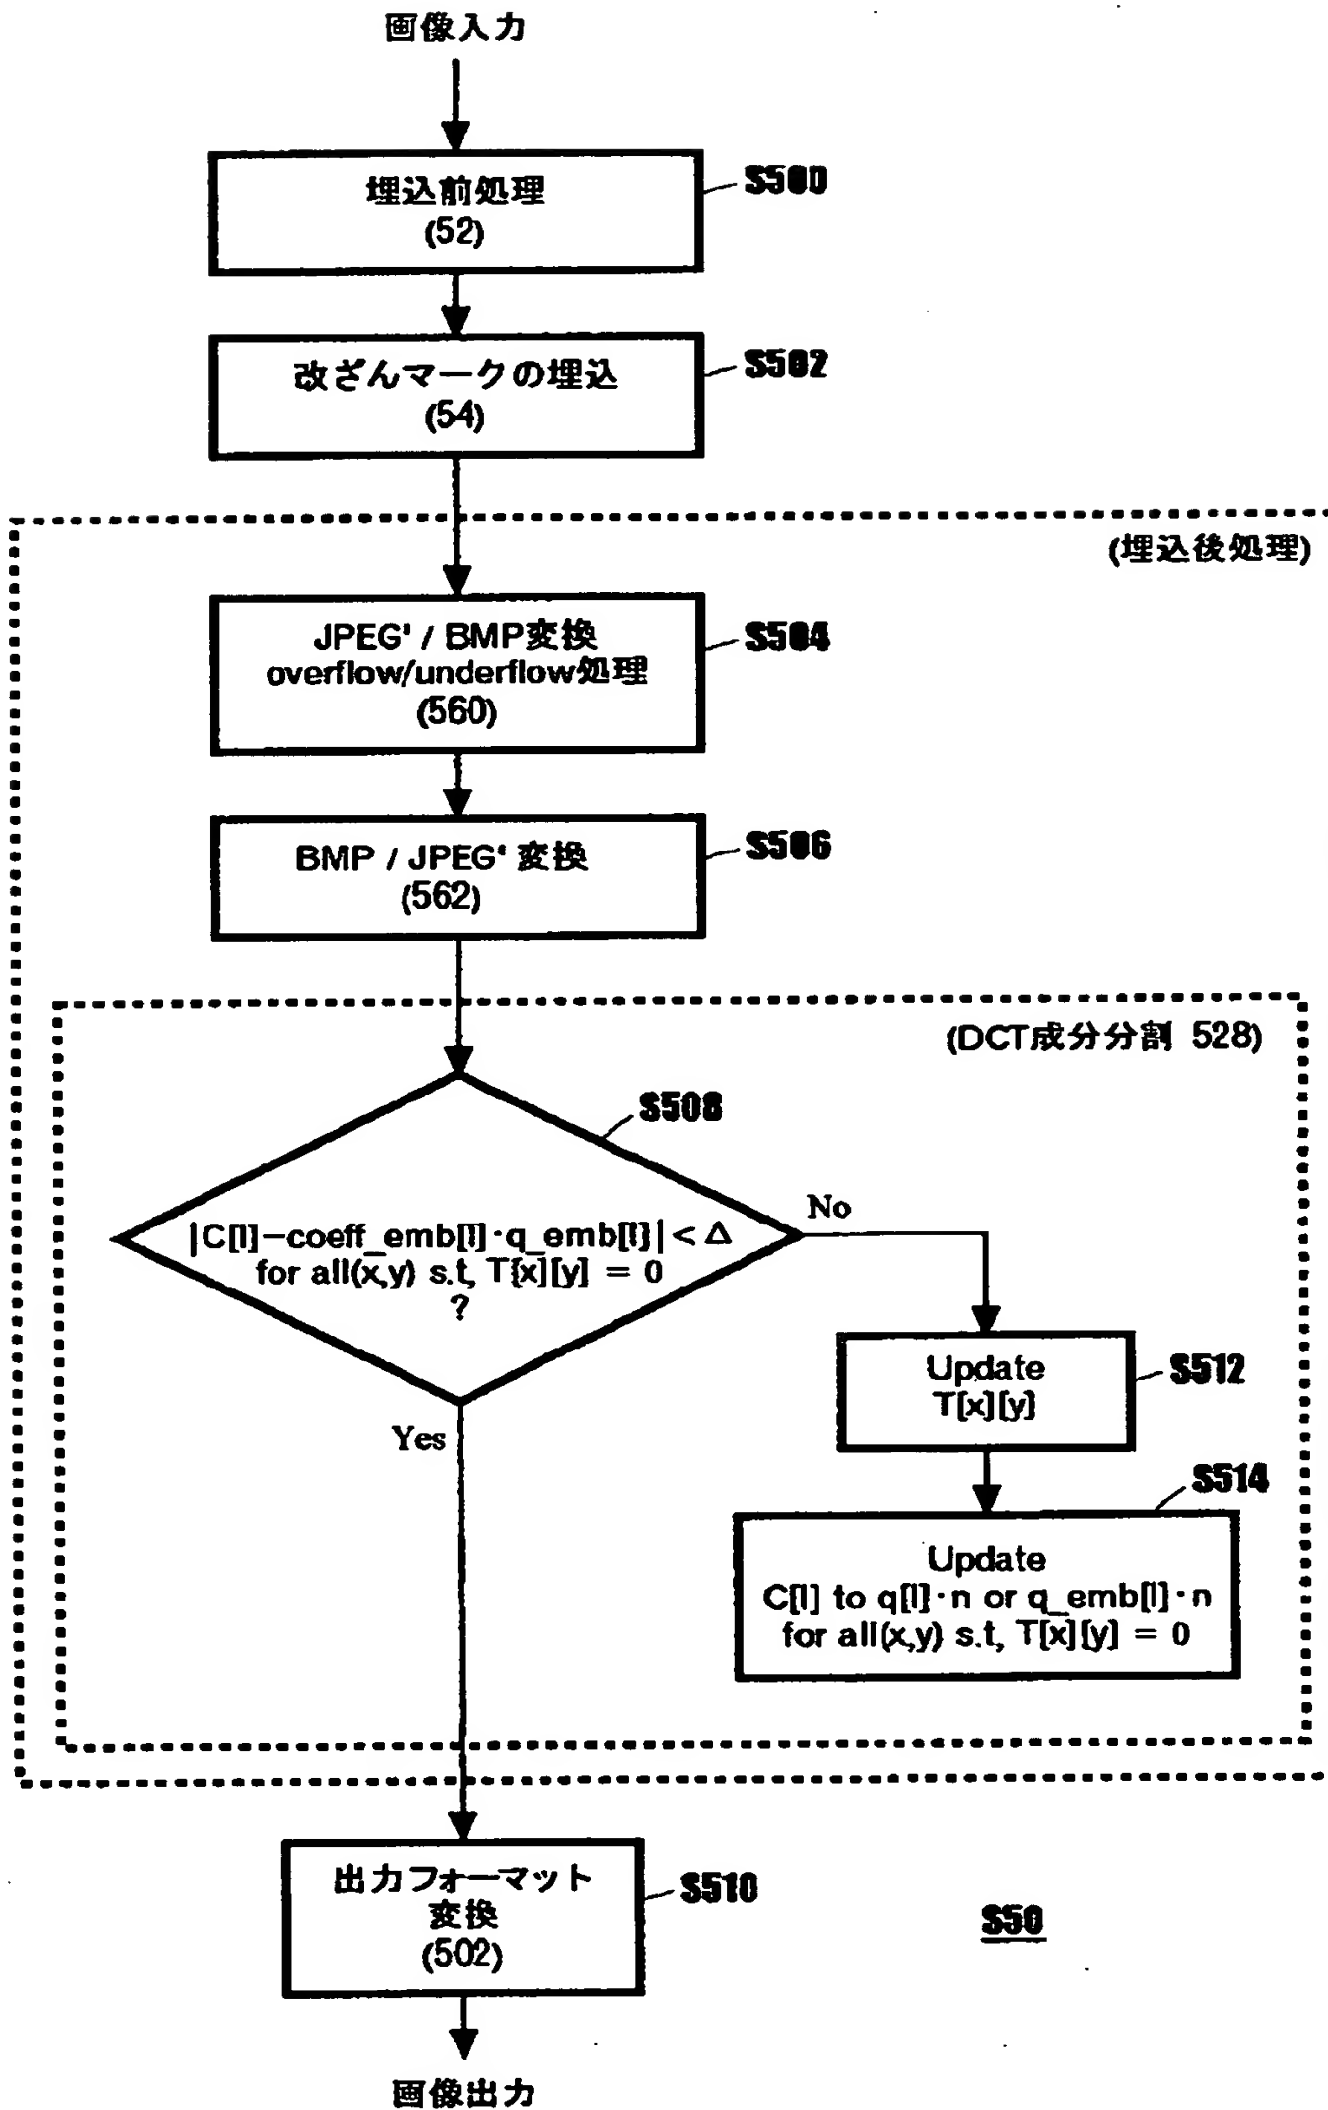 画像入力
埋込前処理
(52)
S500
改ざんマークの埋込
(54)
S502
(埋込後処理)
JPEG' / BMP変換
overflow/underflow処理
(560)
S504
BMP / JPEG' 変換
(562)
S506
(DCT成分分割 528)
S508
|C[l]-coeff_emb[l]·q_emb[l]| < Δ
for all(x,y) s.t, T[x][y] = 0
?
No
Yes
Update
T[x][y]
S512
S514
Update
C[l] to q[l]·n or q_emb[l]·n
for all(x,y) s.t, T[x][y] = 0
出力フォーマット
変換
(502)
S510
S50
画像出力